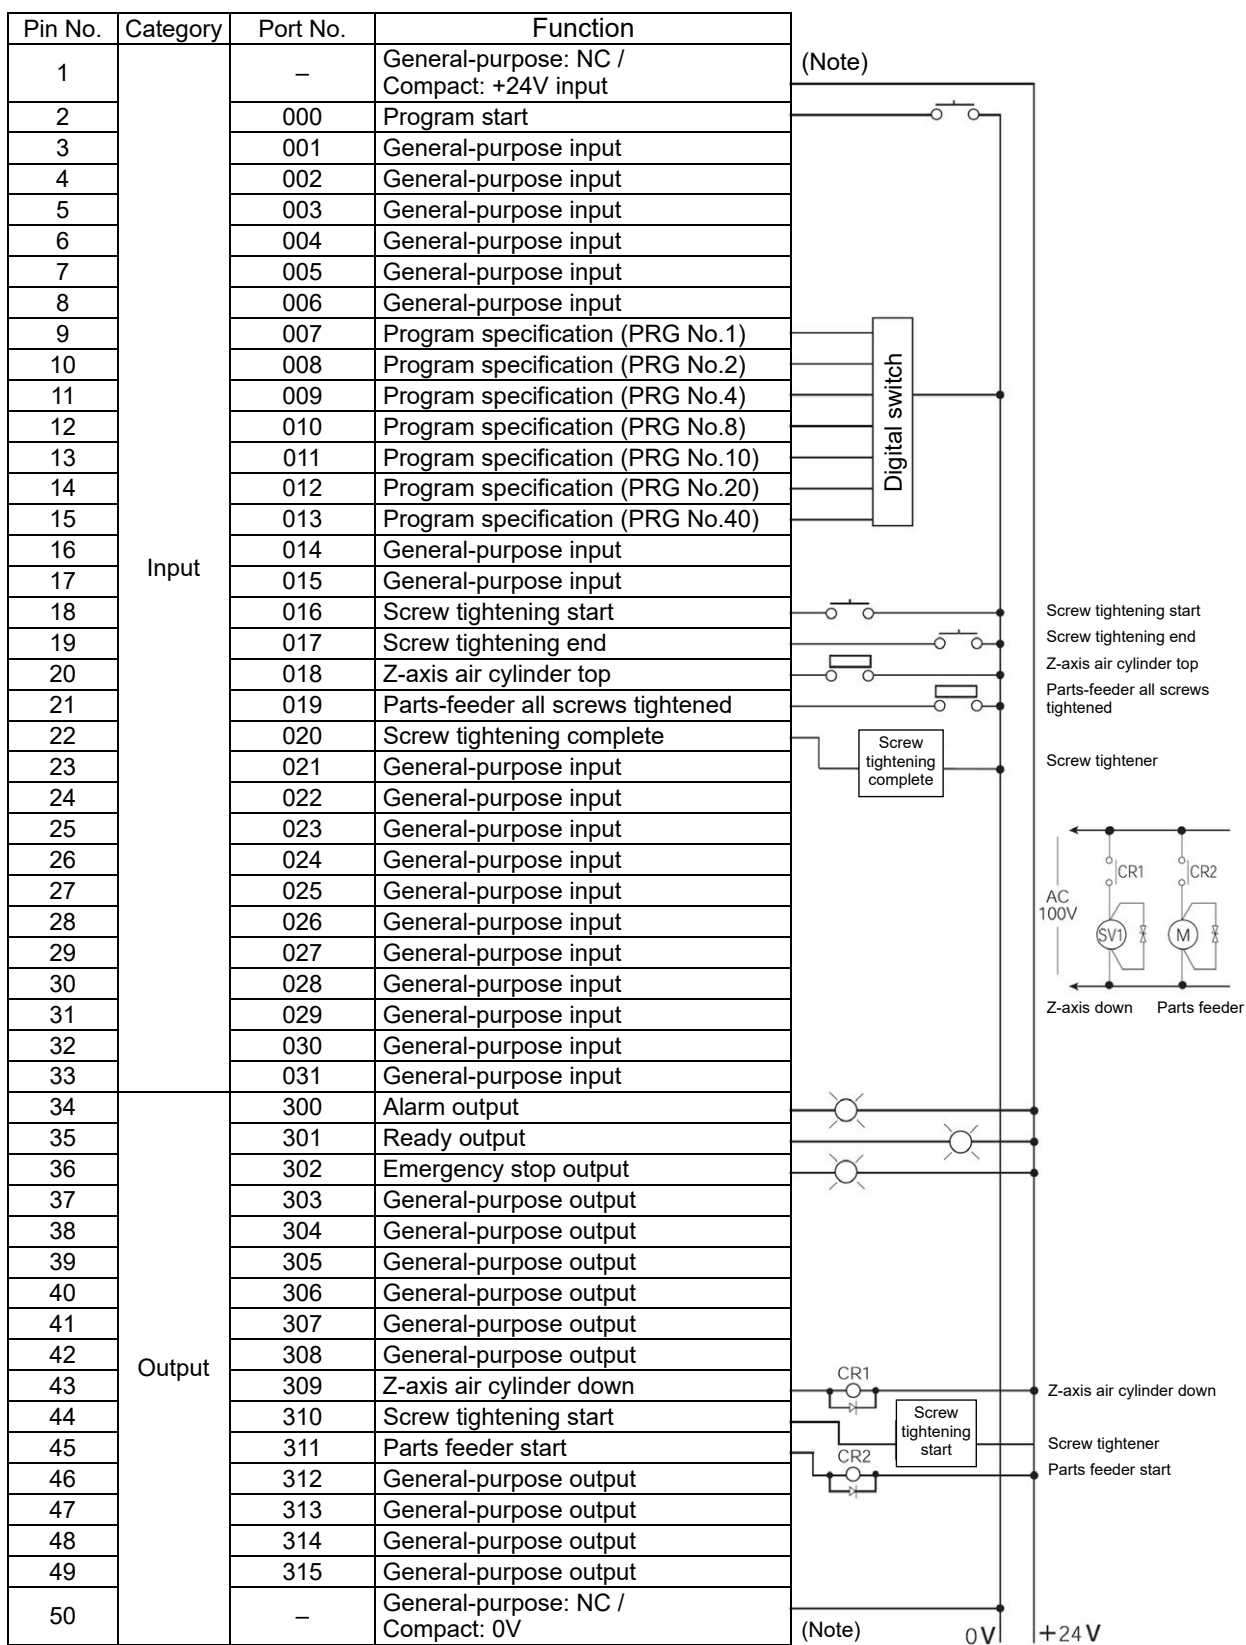 Pin No. Category Port No. Function
1 – General-purpose: NC / (Note)
Compact: +24V input
2 000 Program start
3 001 General-purpose input
4 002 General-purpose input
5 003 General-purpose input
6 004 General-purpose input
7 005 General-purpose input
8 006 General-purpose input
9 007 Program specification (PRG No.1)
10 008 Program specification (PRG No.2)
11 009 Program specification (PRG No.4)
12 010 Program specification (PRG No.8)
13 011 Program specification (PRG No.10)
14 012 Program specification (PRG No.20)
15 013 Program specification (PRG No.40)
Digital switch
16 014 General-purpose input
Input
17 015 General-purpose input
18 016 Screw tightening start Screw tightening start
19 017 Screw tightening end Screw tightening end
20 018 Z-axis air cylinder top Z-axis air cylinder top
21 019 Parts-feeder all screws tightened Parts-feeder all screws
tightened
22 020 Screw tightening complete
Screw
tightening
complete
Screw tightener
23 021 General-purpose input
24 022 General-purpose input
25 023 General-purpose input
26 024 General-purpose input
27 025 General-purpose input
28 026 General-purpose input
29 027 General-purpose input
30 028 General-purpose input
31 029 General-purpose input
32 030 General-purpose input
33 031 General-purpose input
CR1 CR2
AC
100V
SV1 M
Z-axis down Parts feeder
34 300 Alarm output
35 301 Ready output
36 302 Emergency stop output
37 303 General-purpose output
38 304 General-purpose output
39 305 General-purpose output
40 306 General-purpose output
41 307 General-purpose output
42 308 General-purpose output
Output
43 309 Z-axis air cylinder down CR1 Z-axis air cylinder down
44 310 Screw tightening start
Screw
tightening
start
Screw tightener
45 311 Parts feeder start CR2 Parts feeder start
46 312 General-purpose output
47 313 General-purpose output
48 314 General-purpose output
49 315 General-purpose output
50 – General-purpose: NC /
Compact: 0V (Note) 0V +24V